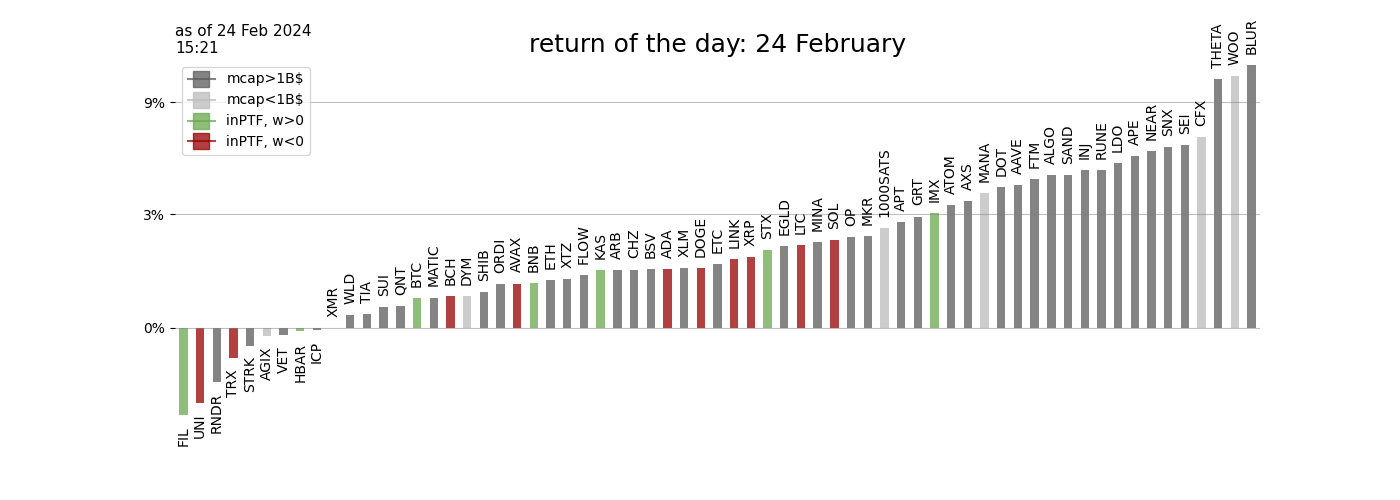 as of 24 Feb 2024
15:21
return of the day: 24 February
mcap>1B$
mcap<1B$
inPTF, w>0
inPTF, w<0
9%
3%
0%
FIL
UNI
RNDR
TRX
STRK
AGIX
VET
HBAR
ICP
XMR
WLD
TIA
SUI
QNT
BTC
MATIC
BCH
DYM
SHIB
ORDI
AVAX
BNB
ETH
XTZ
FLOW
KAS
ARB
CHZ
BSV
ADA
XLM
DOGE
ETC
LINK
XRP
STX
EGLD
LTC
MINA
SOL
OP
MKR
1000SATS
APT
GRT
IMX
ATOM
AXS
MANA
DOT
AAVE
FTM
ALGO
SAND
INJ
RUNE
LDO
APE
NEAR
SNX
SEI
CFX
THETA
WOO
BLUR